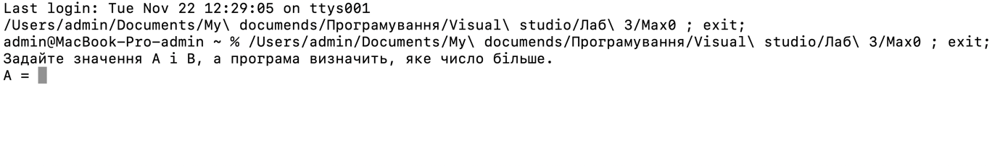 Last login: Tue Nov 22 12:29:05 on ttys001
/Users/admin/Documents/My\ documends/Програмування/Visual\ studio/Лаб\ 3/Max0 ; exit;
admin@MacBook-Pro-admin ~ % /Users/admin/Documents/My\ documends/Програмування/Visual\ studio/Лаб\ 3/Max0 ; exit;
Задайте значення А і В, а програма визначить, яке число більше.
A =